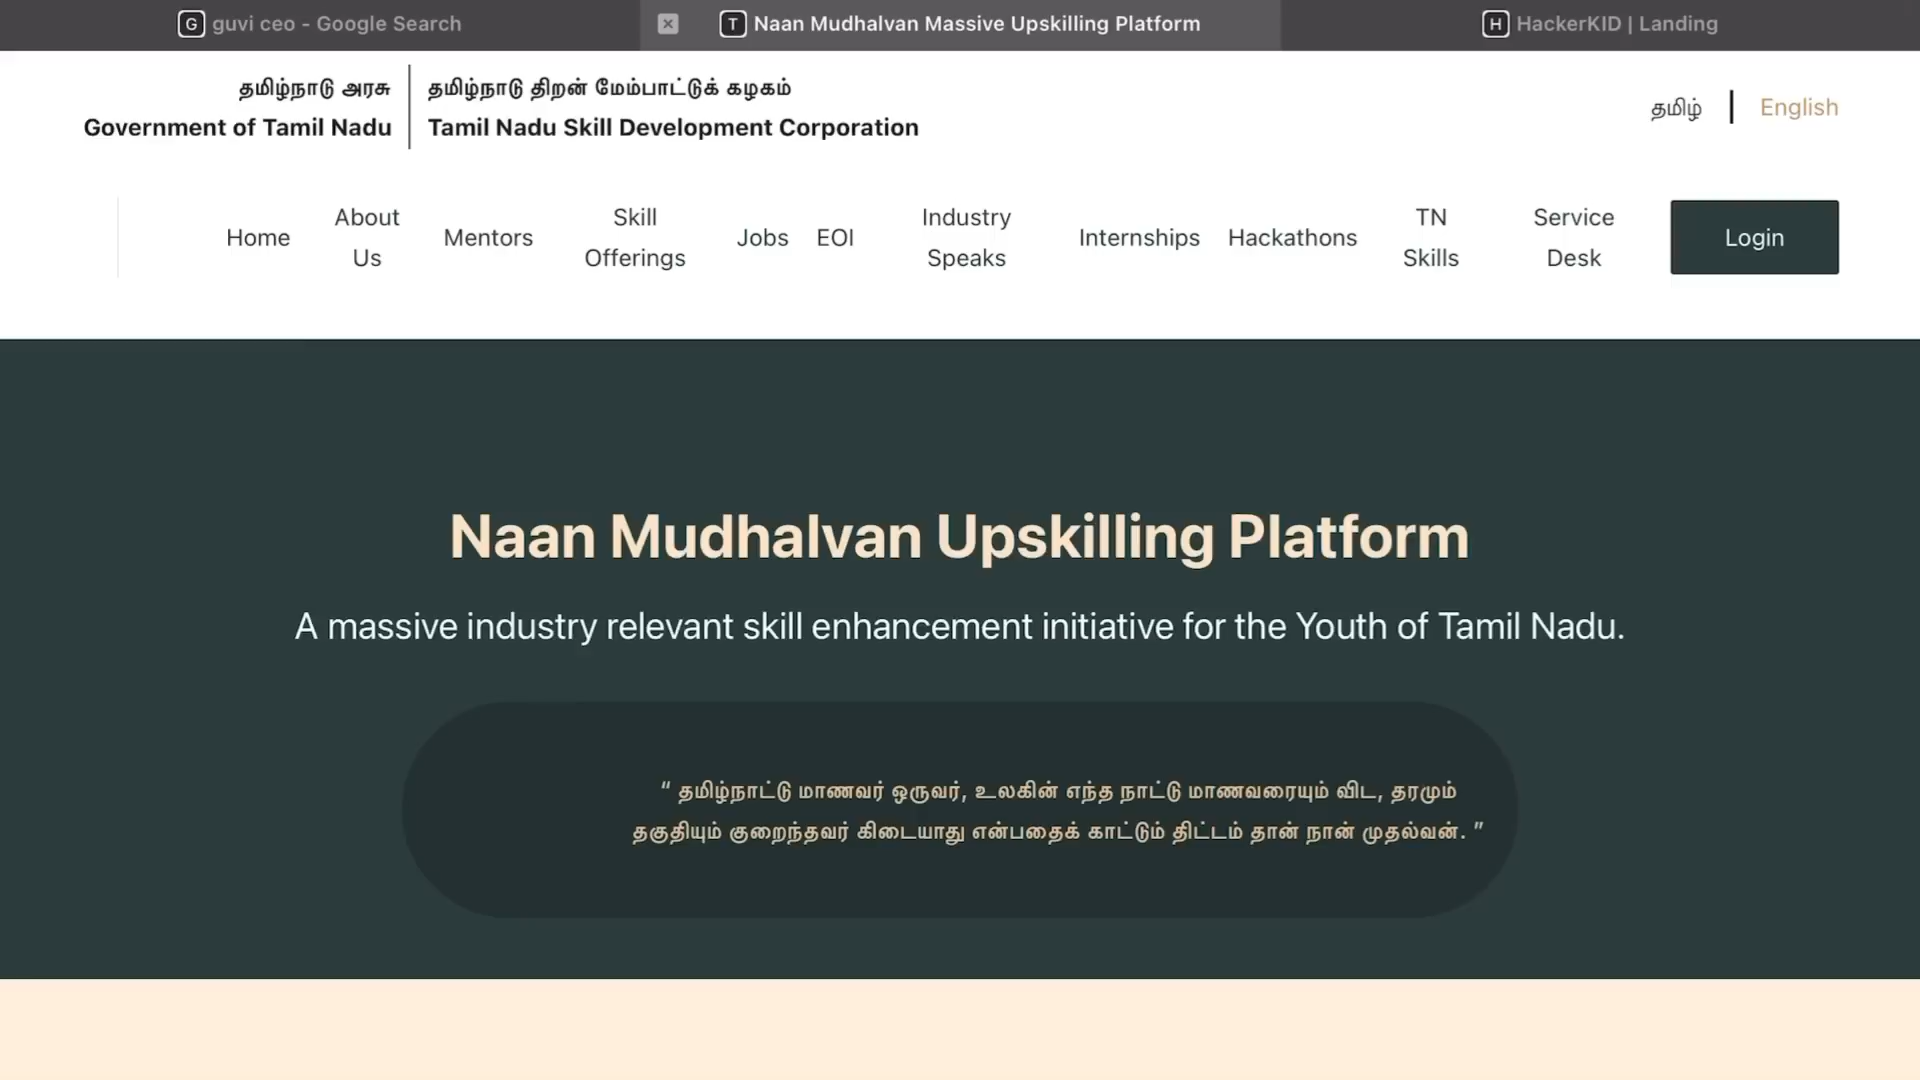 G guvi ceo - Google Search
T Naan Mudhalvan Massive Upskilling Platform
H HackerKID | Landing
தமிழ்நாடு அரசு
Government of Tamil Nadu
தமிழ்நாடு திறன் மேம்பாட்டுக் கழகம்
Tamil Nadu Skill Development Corporation
தமிழ் | English
Home
About
Us
Mentors
Skill
Offerings
Jobs
EOI
Industry
Speaks
Internships
Hackathons
TN
Skills
Service
Desk
Login
Naan Mudhalvan Upskilling Platform
A massive industry relevant skill enhancement initiative for the Youth of Tamil Nadu.
“ தமிழ்நாட்டு மாணவர் ஒருவர், உலகின் எந்த நாட்டு மாணவரையும் விட, தரமும்
தகுதியும் குறைந்தவர் கிடையாது என்பதைக் காட்டும் திட்டம் தான் நான் முதல்வன். ”